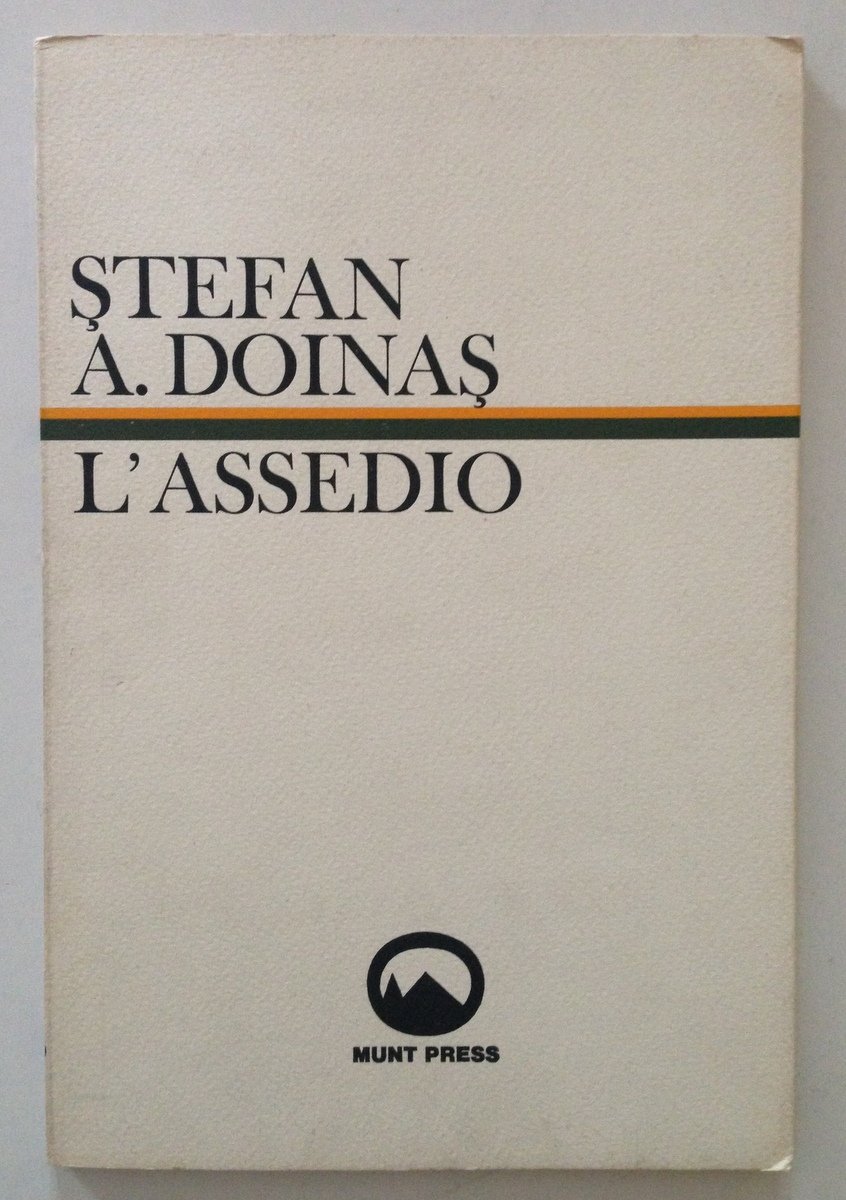 ŞTEFAN
A. DOINAŞ
L'ASSEDIO
MUNT PRESS